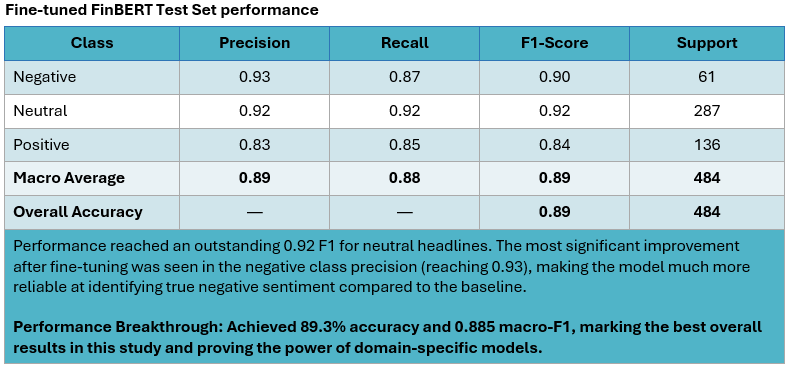 Fine-tuned FinBERT Test Set performance
Class Precision Recall F1-Score Support
Negative 0.93 0.87 0.90 61
Neutral 0.92 0.92 0.92 287
Positive 0.83 0.85 0.84 136
Macro Average 0.89 0.88 0.89 484
Overall Accuracy — — 0.89 484
Performance reached an outstanding 0.92 F1 for neutral headlines. The most significant improvement
after fine-tuning was seen in the negative class precision (reaching 0.93), making the model much more
reliable at identifying true negative sentiment compared to the baseline.
Performance Breakthrough: Achieved 89.3% accuracy and 0.885 macro-F1, marking the best overall
results in this study and proving the power of domain-specific models.